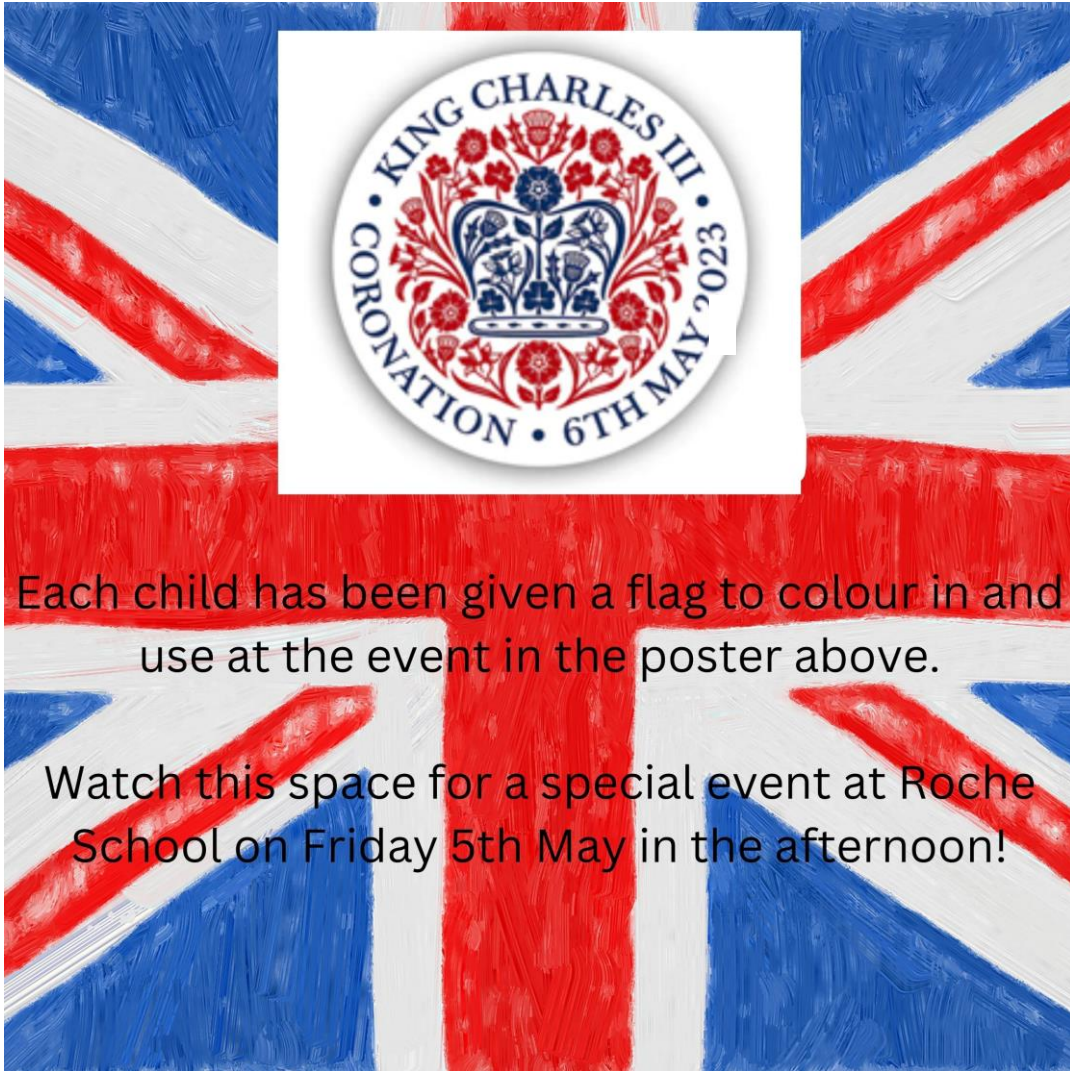 KING CHARLES III
CORONATION • 6TH MAY 2023
Each child has been given a flag to colour in and
use at the event in the poster above.
Watch this space for a special event at Roche
School on Friday 5th May in the afternoon!